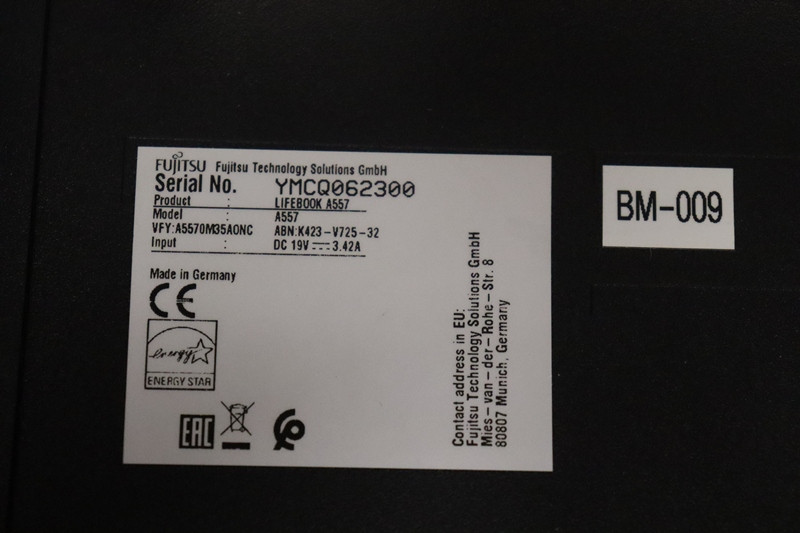 FUJITSU Fujitsu Technology Solutions GmbH
Serial No. YMCQ062300
Product : LIFEBOOK A557
Model : A557
VFY:A5570M35AONC ABN:K423-V725-32
Input : DC 19V⎓3.42A
Made in Germany
CE
energy
ENERGY STAR
EAC
Contact address in EU:
Fujitsu Technology Solutions GmbH
Mies-van-der-Rohe-Str. 8
80807 Munich, Germany
BM-009